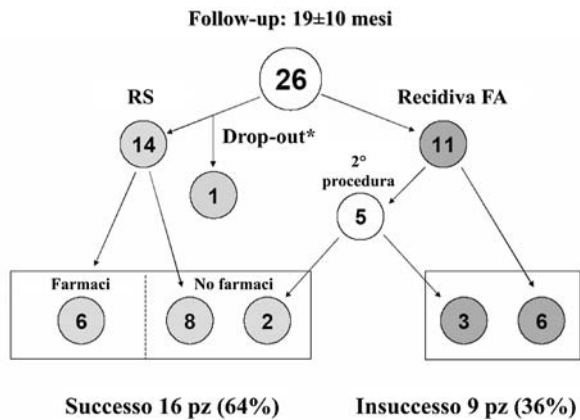 Follow-up: 19±10 mesi
26
RS
Recidiva FA
14
Drop-out*
11
2°
procedura
1
5
Farmaci
No farmaci
6
8
2
3
6
Successo 16 pz (64%)
Insuccesso 9 pz (36%)